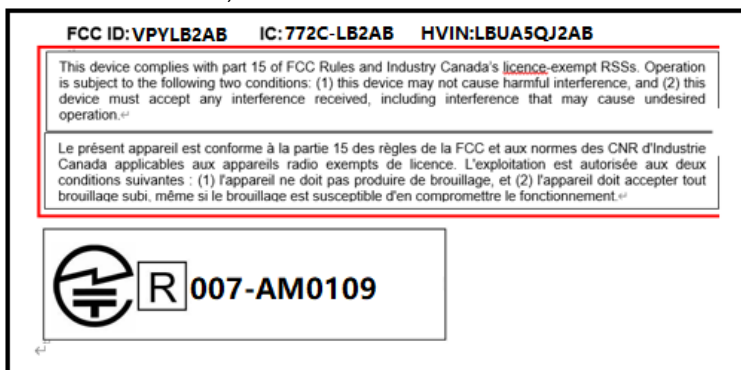 FCC ID: VPYLB2AB IC: 772C-LB2AB HVIN:LBUA5QJ2AB
This device complies with part 15 of FCC Rules and Industry Canada's licence-exempt RSSs. Operation
is subject to the following two conditions: (1) this device may not cause harmful interference, and (2) this
device must accept any interference received, including interference that may cause undesired
operation.↵
Le présent appareil est conforme à la partie 15 des règles de la FCC et aux normes des CNR d'Industrie
Canada applicables aux appareils radio exempts de licence. L'exploitation est autorisée aux deux
conditions suivantes : (1) l'appareil ne doit pas produire de brouillage, et (2) l'appareil doit accepter tout
brouillage subi, même si le brouillage est susceptible d'en compromettre le fonctionnement.↵
R 007-AM0109